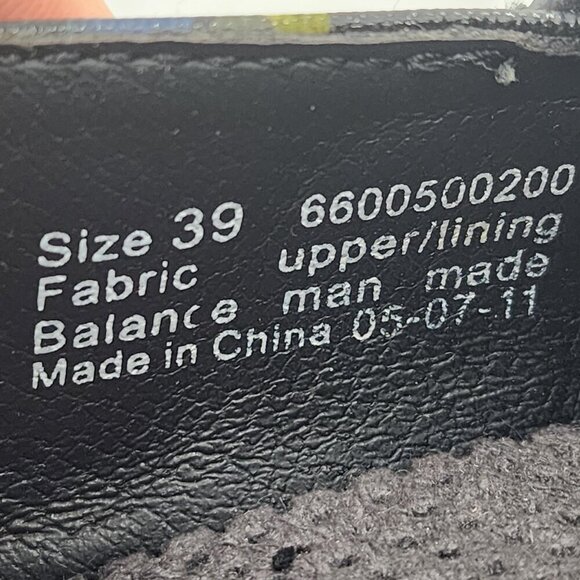 Size 39 6600500200
Fabric upper/lining
Balance man made
Made in China 05-07-11